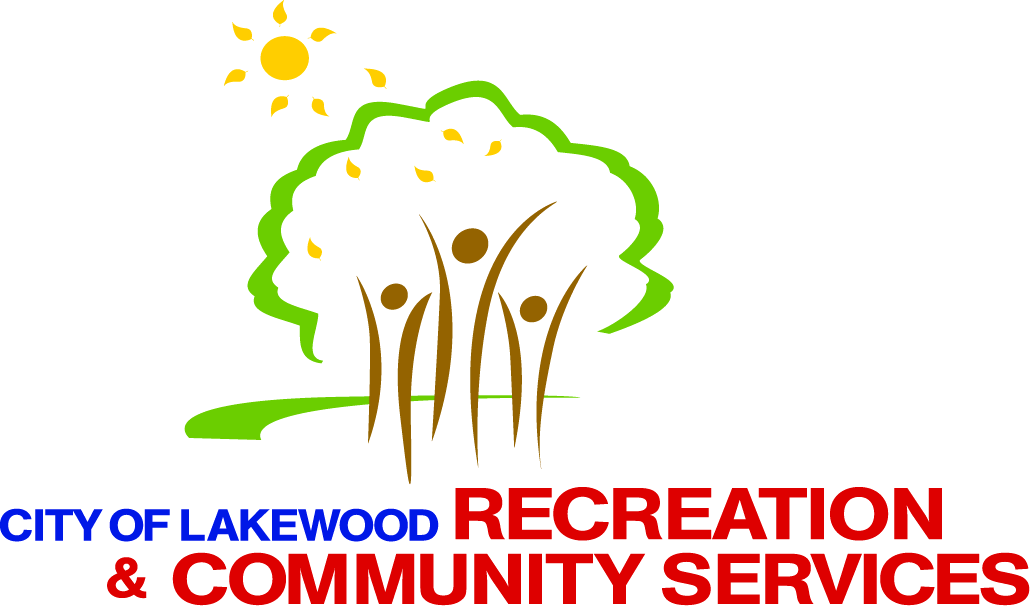 CITY OF LAKEWOOD RECREATION
& COMMUNITY SERVICES